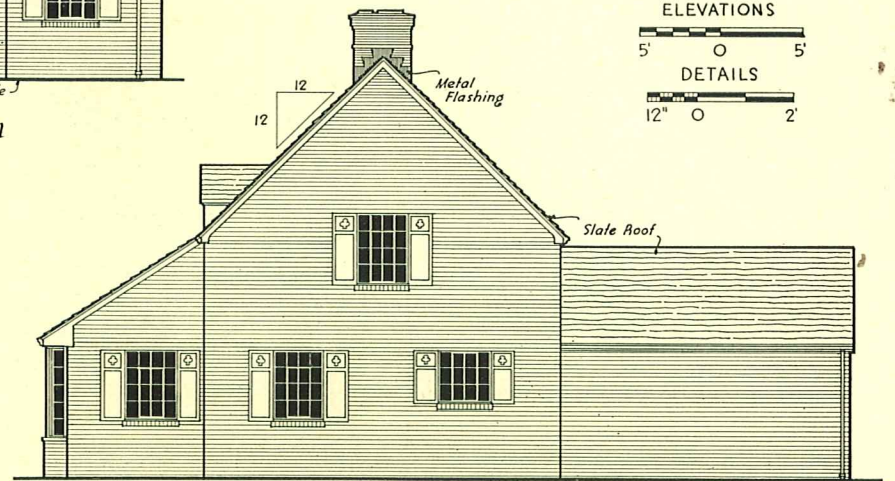 ELEVATIONS
5' O 5'
DETAILS
12" O 2'
12
12
Metal
Flashing
Slate Roof